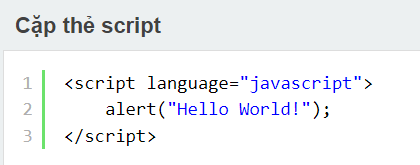 Cặp thẻ script
1 <script language="javascript">
2     alert("Hello World!");
3 </script>